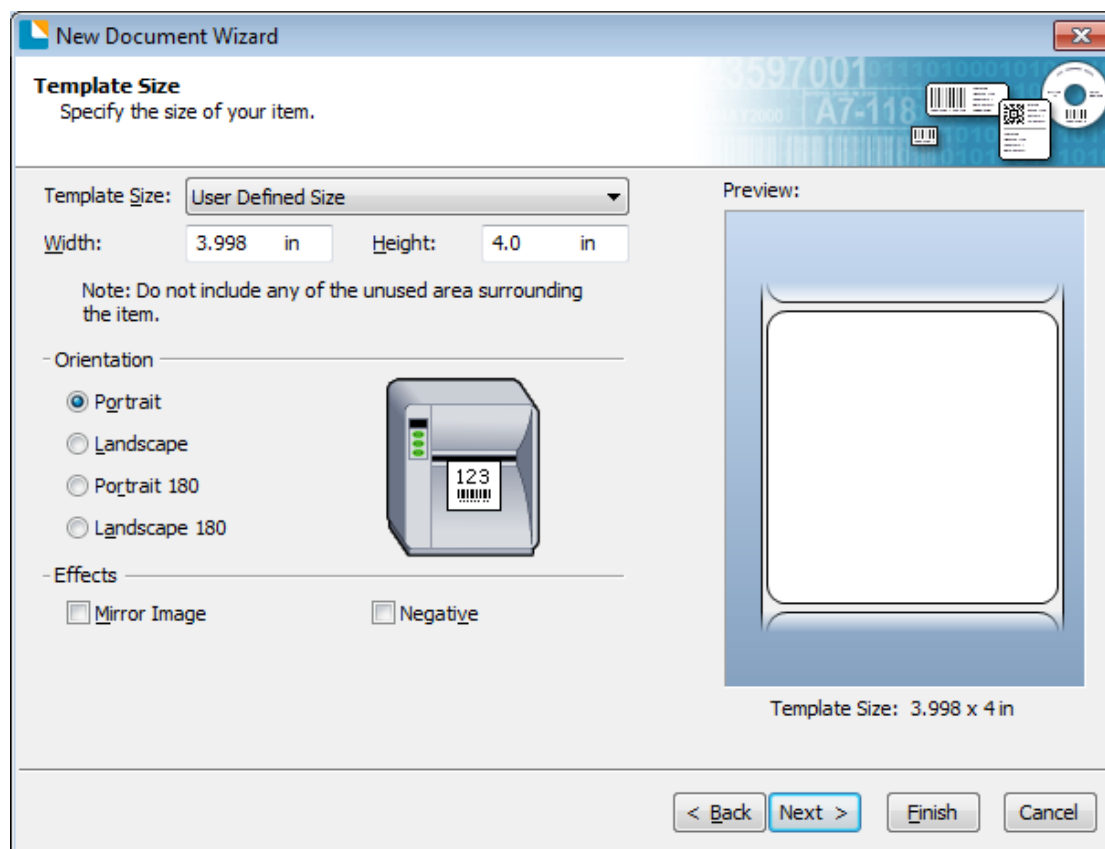 New Document Wizard
Template Size
Specify the size of your item.
3597001 0111010001010
A7-118
Template Size: User Defined Size
Width: 3.998 in Height: 4.0 in
Note: Do not include any of the unused area surrounding
the item.
Orientation
Portrait
Landscape
Portrait 180
Landscape 180
123
Effects
Mirror Image Negative
Preview:
Template Size: 3.998 x 4 in
< Back Next > Finish Cancel